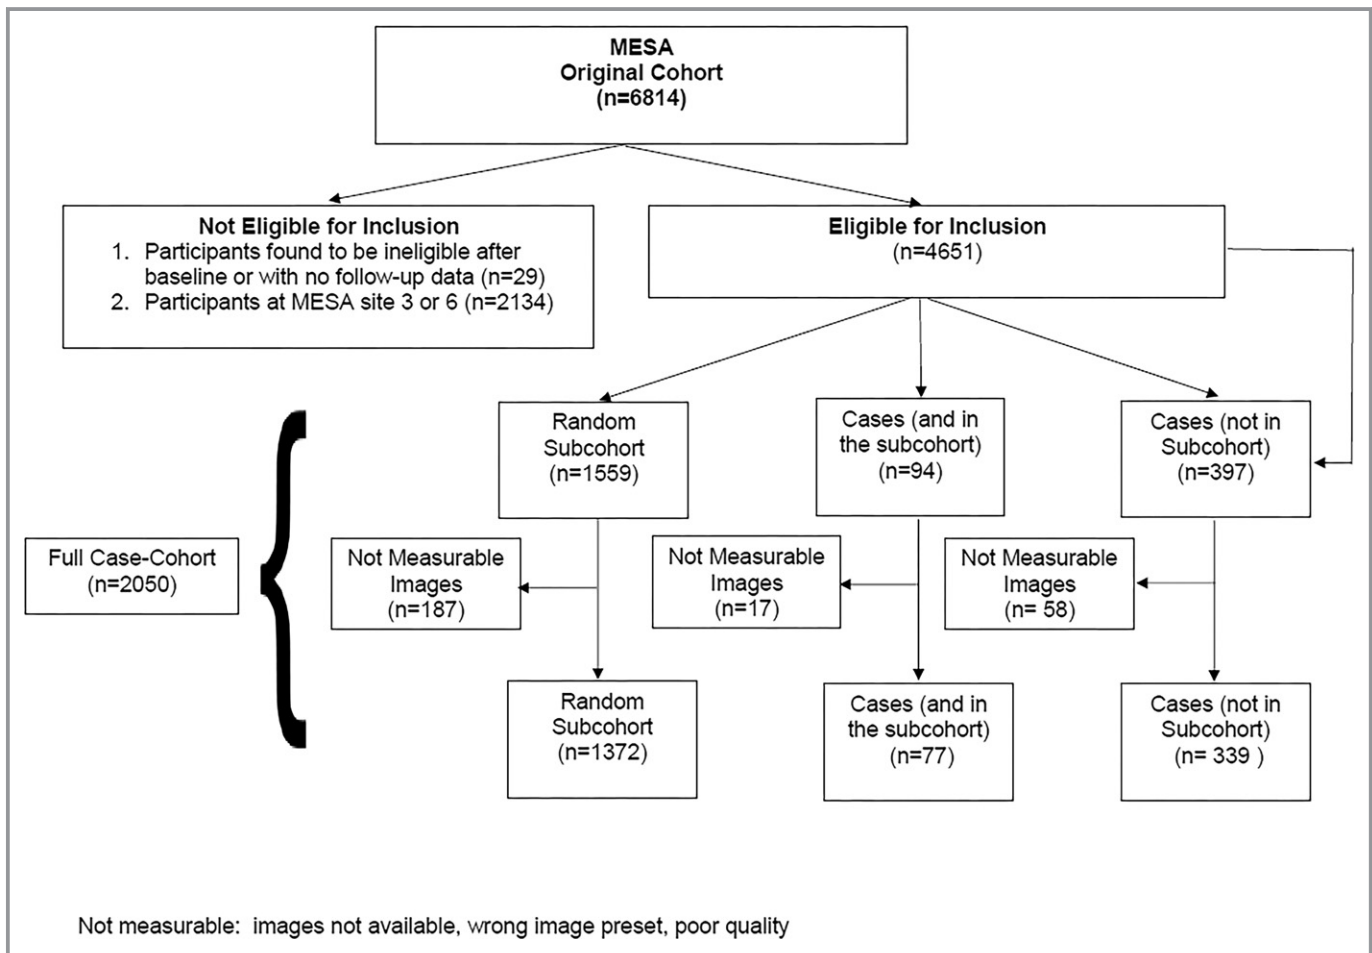 MESA
Original Cohort
(n=6814)
Not Eligible for Inclusion
1. Participants found to be ineligible after
baseline or with no follow-up data (n=29)
2. Participants at MESA site 3 or 6 (n=2134)
Eligible for Inclusion
(n=4651)
Random
Subcohort
(n=1559)
Cases (and in
the subcohort)
(n=94)
Cases (not in
Subcohort)
(n=397)
Full Case-Cohort
(n=2050)
Not Measurable
Images
(n=187)
Not Measurable
Images
(n=17)
Not Measurable
Images
(n= 58)
Random
Subcohort
(n=1372)
Cases (and in
the subcohort)
(n=77)
Cases (not in
Subcohort)
(n= 339 )
Not measurable: images not available, wrong image preset, poor quality